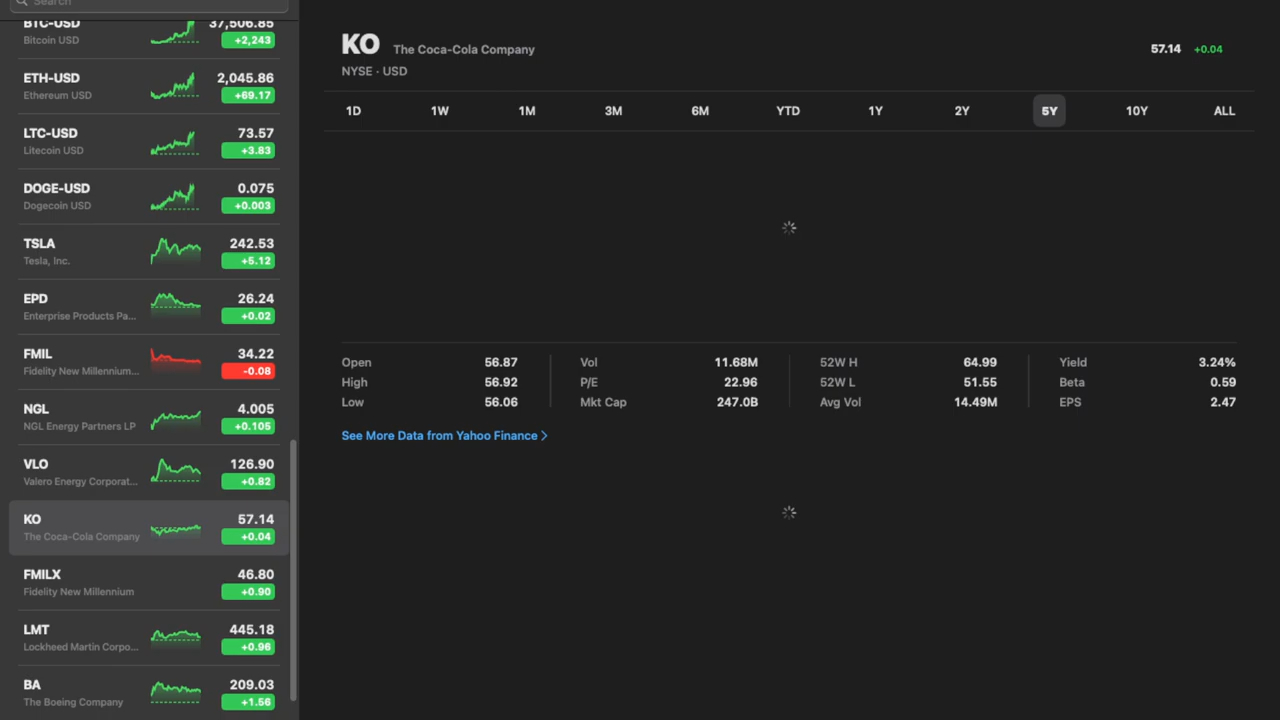 Search
BTC-USD 37,506.85
Bitcoin USD +2,243
ETH-USD 2,045.86
Ethereum USD +69.17
LTC-USD 73.57
Litecoin USD +3.83
DOGE-USD 0.075
Dogecoin USD +0.003
TSLA 242.53
Tesla, Inc. +5.12
EPD 26.24
Enterprise Products Pa... +0.02
FMIL 34.22
Fidelity New Millennium... -0.08
NGL 4.005
NGL Energy Partners LP +0.105
VLO 126.90
Valero Energy Corporat... +0.82
KO 57.14
The Coca-Cola Company +0.04
FMILX 46.80
Fidelity New Millennium +0.90
LMT 445.18
Lockheed Martin Corpo... +0.96
BA 209.03
The Boeing Company +1.56
KO The Coca-Cola Company 57.14 +0.04
NYSE · USD
1D 1W 1M 3M 6M YTD 1Y 2Y 5Y 10Y ALL
Open 56.87 Vol 11.68M 52W H 64.99 Yield 3.24%
High 56.92 P/E 22.96 52W L 51.55 Beta 0.59
Low 56.06 Mkt Cap 247.0B Avg Vol 14.49M EPS 2.47
See More Data from Yahoo Finance >